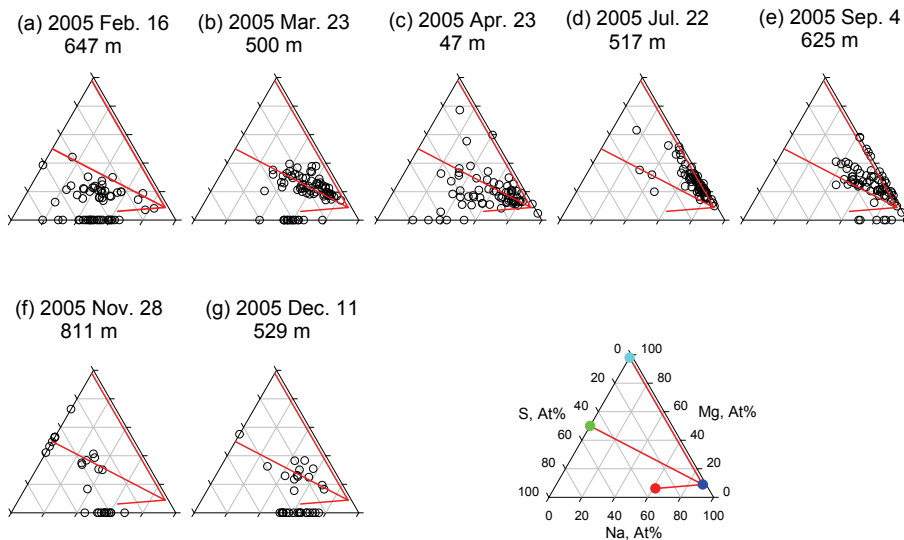 (a) 2005 Feb. 16
647 m
(b) 2005 Mar. 23
500 m
(c) 2005 Apr. 23
47 m
(d) 2005 Jul. 22
517 m
(e) 2005 Sep. 4
625 m
(f) 2005 Nov. 28
811 m
(g) 2005 Dec. 11
529 m
0 100
20 80
S, At% 40 60 Mg, At%
60 40
80 20
100 0
0 20 40 60 80 100
Na, At%